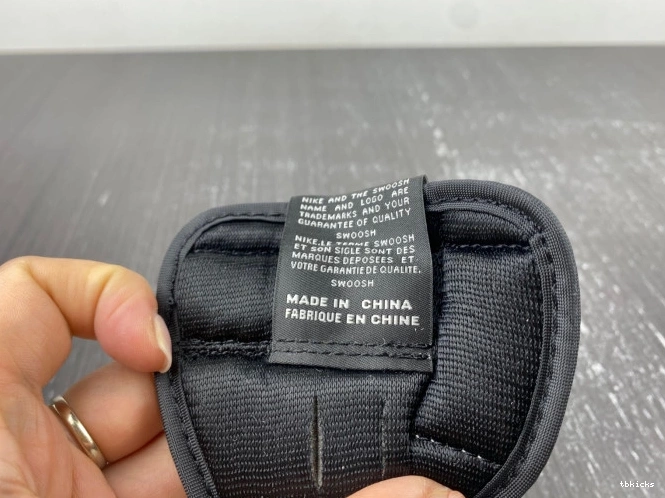 NIKE AND THE SWOOSH
NAME AND LOGO ARE
TRADEMARKS AND YOUR
GUARANTEE OF QUALITY
SWOOSH
NIKE.LE TERME SWOOSH
ET SON SIGLE SONT DES
MARQUES DEPOSEES ET
VOTRE GARANTIE DE QUALITE.
SWOOSH
MADE IN CHINA
FABRIQUE EN CHINE
tbkicks